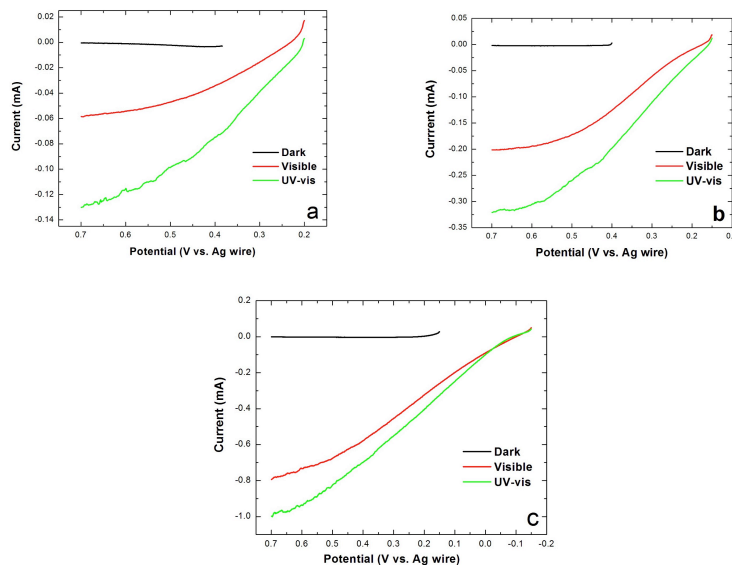 0.02
0.00
-0.02
-0.04
-0.06
-0.08
-0.10
-0.12
-0.14
Current (mA)
Dark
Visible
UV-vis
a
0.7 0.6 0.5 0.4 0.3 0.2
Potential (V vs. Ag wire)
0.05
0.00
-0.05
-0.10
-0.15
-0.20
-0.25
-0.30
-0.35
Currrent (mA)
Dark
Visible
UV-vis
b
0.7 0.6 0.5 0.4 0.3 0.2 0.1
Potential (V vs. Ag wire)
0.2
0.0
-0.2
-0.4
-0.6
-0.8
-1.0
Current (mA)
Dark
Visible
UV-vis
C
0.7 0.6 0.5 0.4 0.3 0.2 0.1 0.0 -0.1 -0.2
Potential (V vs. Ag wire)